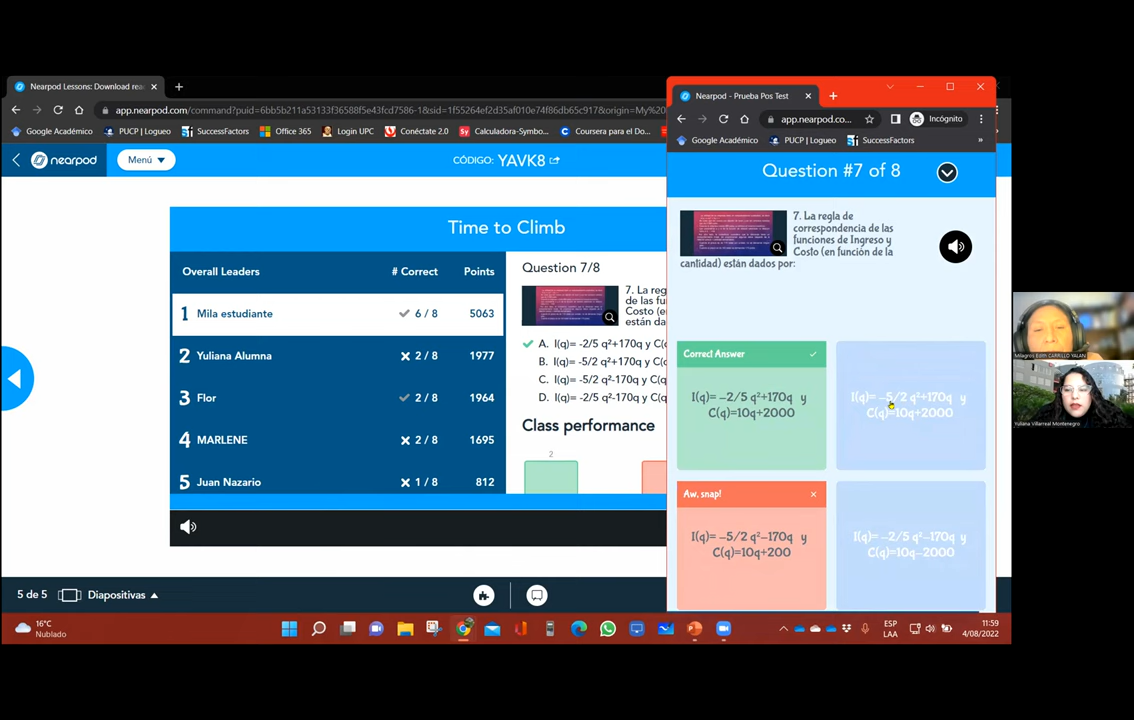 Nearpod Lessons: Download rea
app.nearpod.com/command?puid=6bb5b211a53133f36588f5e43fcd7586-1&sid=1f55264ef2d35af010e74f86db65c917&origin=My%20
Google Académico
PUCP | Logueo
SuccessFactors
Office 365
Login UPC
Conéctate 2.0
Calculadora-Symbo...
Coursera para el Do...
nearpod
Menú
CÓDIGO: YAVK8
Time to Climb
Overall Leaders # Correct Points
1 Mila estudiante 6 / 8 5063
2 Yuliana Alumna 2 / 8 1977
3 Flor 2 / 8 1964
4 MARLENE 2 / 8 1695
5 Juan Nazario 1 / 8 812
Question 7/8
7. La reg
de las fu
Costo (en
están dad
A. I(q)= -2/5 q²+170q y C(q
B. I(q)= -5/2 q²+170q y C(q
C. I(q)= -5/2 q²-170q y C(q)
D. I(q)= -2/5 q²-170q y C(q)
Class performance
2
Nearpod - Prueba Pos Test
app.nearpod.co...
Incógnito
Google Académico
PUCP | Logueo
SuccessFactors
Question #7 of 8
7. La regla de
correspondencia de las
funciones de Ingreso y
Costo (en función de la
cantidad) están dados por:
Correct Answer
I(q)= -2/5 q²+170q y
C(q)=10q+2000
I(q)= -5/2 q²+170q y
C(q)=10q+2000
Aw, snap!
I(q)= -5/2 q²-170q y
C(q)=10q+200
I(q)= -2/5 q²-170q y
C(q)=10q-2000
Milagros Edith CARRILLO YALAN
Yuliana Villarreal Montenegro
5 de 5
Diapositivas
16°C
Nublado
ESP
LAA
11:59
4/08/2022